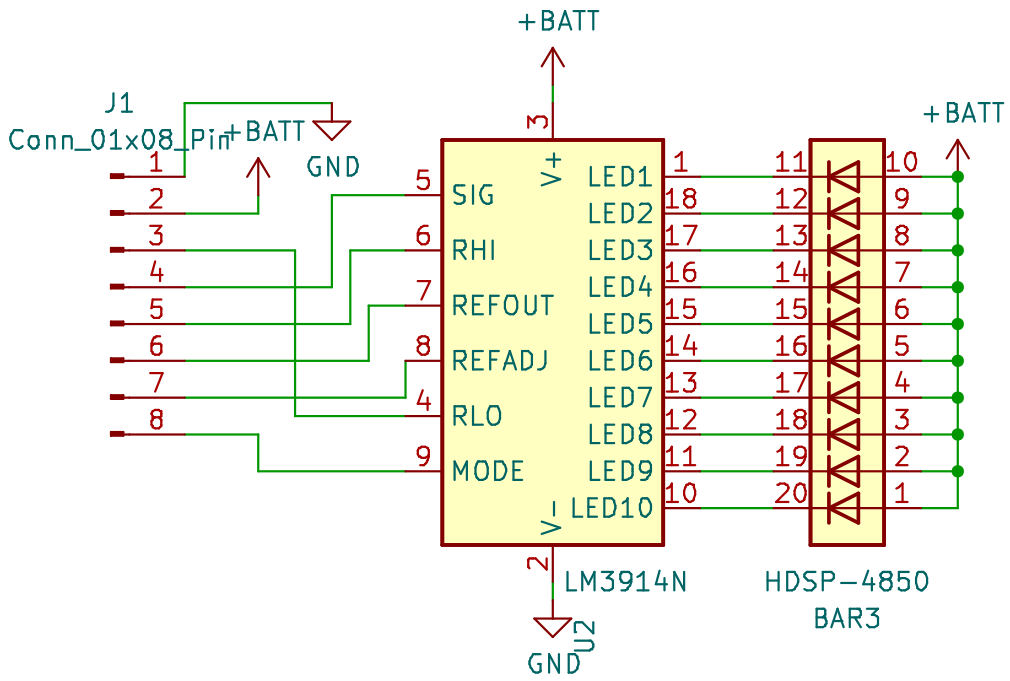 +BATT
J1
Conn_01x08_Pin
+BATT
GND
+BATT
1
2
3
4
5
6
7
8
3
V+
5 SIG
6 RHI
7 REFOUT
8 REFADJ
4 RLO
9 MODE
LED1 1
LED2 18
LED3 17
LED4 16
LED5 15
LED6 14
LED7 13
LED8 12
LED9 11
LED10 10
V-
2
11 10
12 9
13 8
14 7
15 6
16 5
17 4
18 3
19 2
20 1
LM3914N
U2
GND
HDSP-4850
BAR3